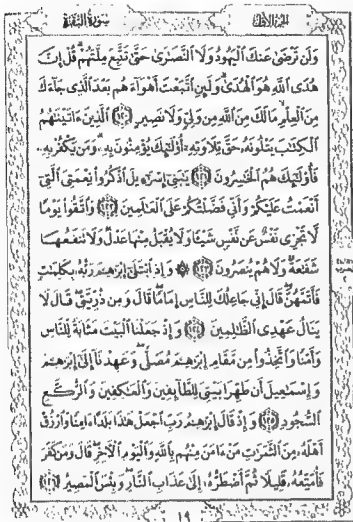 الجزء الأول سورة البقرة
وَلَن تَرْضَىٰ عَنكَ ٱلْيَهُودُ وَلَا ٱلنَّصَـٰرَىٰ حَتَّىٰ تَتَّبِعَ مِلَّتَهُمْ ۗ قُلْ إِنَّ
هُدَى ٱللَّهِ هُوَ ٱلْهُدَىٰ ۗ وَلَئِنِ ٱتَّبَعْتَ أَهْوَآءَهُم بَعْدَ ٱلَّذِى جَآءَكَ
مِنَ ٱلْعِلْمِ ۙ مَا لَكَ مِنَ ٱللَّهِ مِن وَلِىٍّ وَلَا نَصِيرٍ ﴿١٢٠﴾ ٱلَّذِينَ ءَاتَيْنَـٰهُمُ
ٱلْكِتَـٰبَ يَتْلُونَهُۥ حَقَّ تِلَاوَتِهِۦٓ أُو۟لَـٰٓئِكَ يُؤْمِنُونَ بِهِۦ ۗ وَمَن يَكْفُرْ بِهِۦ
فَأُو۟لَـٰٓئِكَ هُمُ ٱلْخَـٰسِرُونَ ﴿١٢١﴾ يَـٰبَنِىٓ إِسْرَٰٓءِيلَ ٱذْكُرُوا۟ نِعْمَتِىَ ٱلَّتِىٓ
أَنْعَمْتُ عَلَيْكُمْ وَأَنِّى فَضَّلْتُكُمْ عَلَى ٱلْعَـٰلَمِينَ ﴿١٢٢﴾ وَٱتَّقُوا۟ يَوْمًا
لَّا تَجْزِى نَفْسٌ عَن نَّفْسٍ شَيْـًٔا وَلَا يُقْبَلُ مِنْهَا عَدْلٌ وَلَا تَنفَعُهَا
شَفَـٰعَةٌ وَلَا هُمْ يُنصَرُونَ ﴿١٢٣﴾ ۞ وَإِذِ ٱبْتَلَىٰٓ إِبْرَٰهِـۧمَ رَبُّهُۥ بِكَلِمَـٰتٍ
فَأَتَمَّهُنَّ ۖ قَالَ إِنِّى جَاعِلُكَ لِلنَّاسِ إِمَامًا ۖ قَالَ وَمِن ذُرِّيَّتِى ۖ قَالَ لَا
يَنَالُ عَهْدِى ٱلظَّـٰلِمِينَ ﴿١٢٤﴾ وَإِذْ جَعَلْنَا ٱلْبَيْتَ مَثَابَةً لِّلنَّاسِ
وَأَمْنًا وَٱتَّخِذُوا۟ مِن مَّقَامِ إِبْرَٰهِـۧمَ مُصَلًّى ۖ وَعَهِدْنَآ إِلَىٰٓ إِبْرَٰهِـۧمَ
وَإِسْمَـٰعِيلَ أَن طَهِّرَا بَيْتِىَ لِلطَّآئِفِينَ وَٱلْعَـٰكِفِينَ وَٱلرُّكَّعِ
ٱلسُّجُودِ ﴿١٢٥﴾ وَإِذْ قَالَ إِبْرَٰهِـۧمُ رَبِّ ٱجْعَلْ هَـٰذَا بَلَدًا ءَامِنًا وَٱرْزُقْ
أَهْلَهُۥ مِنَ ٱلثَّمَرَٰتِ مَنْ ءَامَنَ مِنْهُم بِٱللَّهِ وَٱلْيَوْمِ ٱلْـَٔاخِرِ ۖ قَالَ وَمَن كَفَرَ
فَأُمَتِّعُهُۥ قَلِيلًا ثُمَّ أَضْطَرُّهُۥٓ إِلَىٰ عَذَابِ ٱلنَّارِ ۖ وَبِئْسَ ٱلْمَصِيرُ ﴿١٢٦﴾
١٩